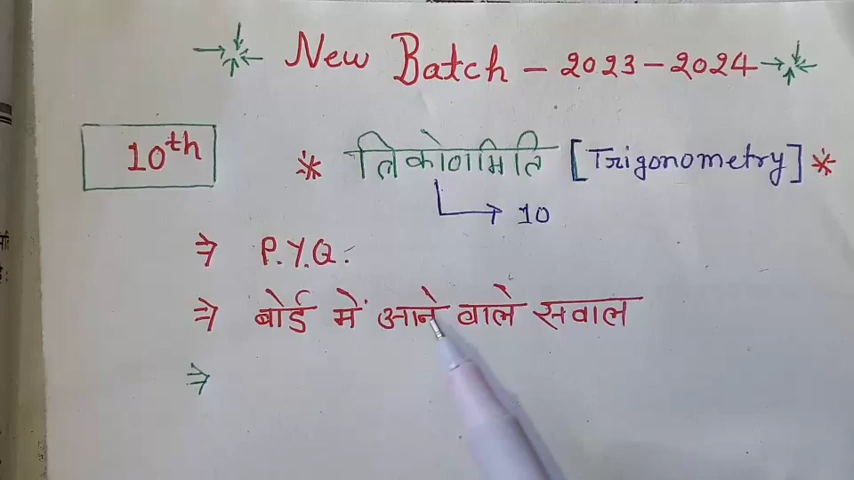 New Batch - 2023-2024
10th
* त्रिकोणमिति [Trigonometry] *
→ 10
⇒ P.Y.Q.
⇒ बोर्ड में आने वाले सवाल
⇒